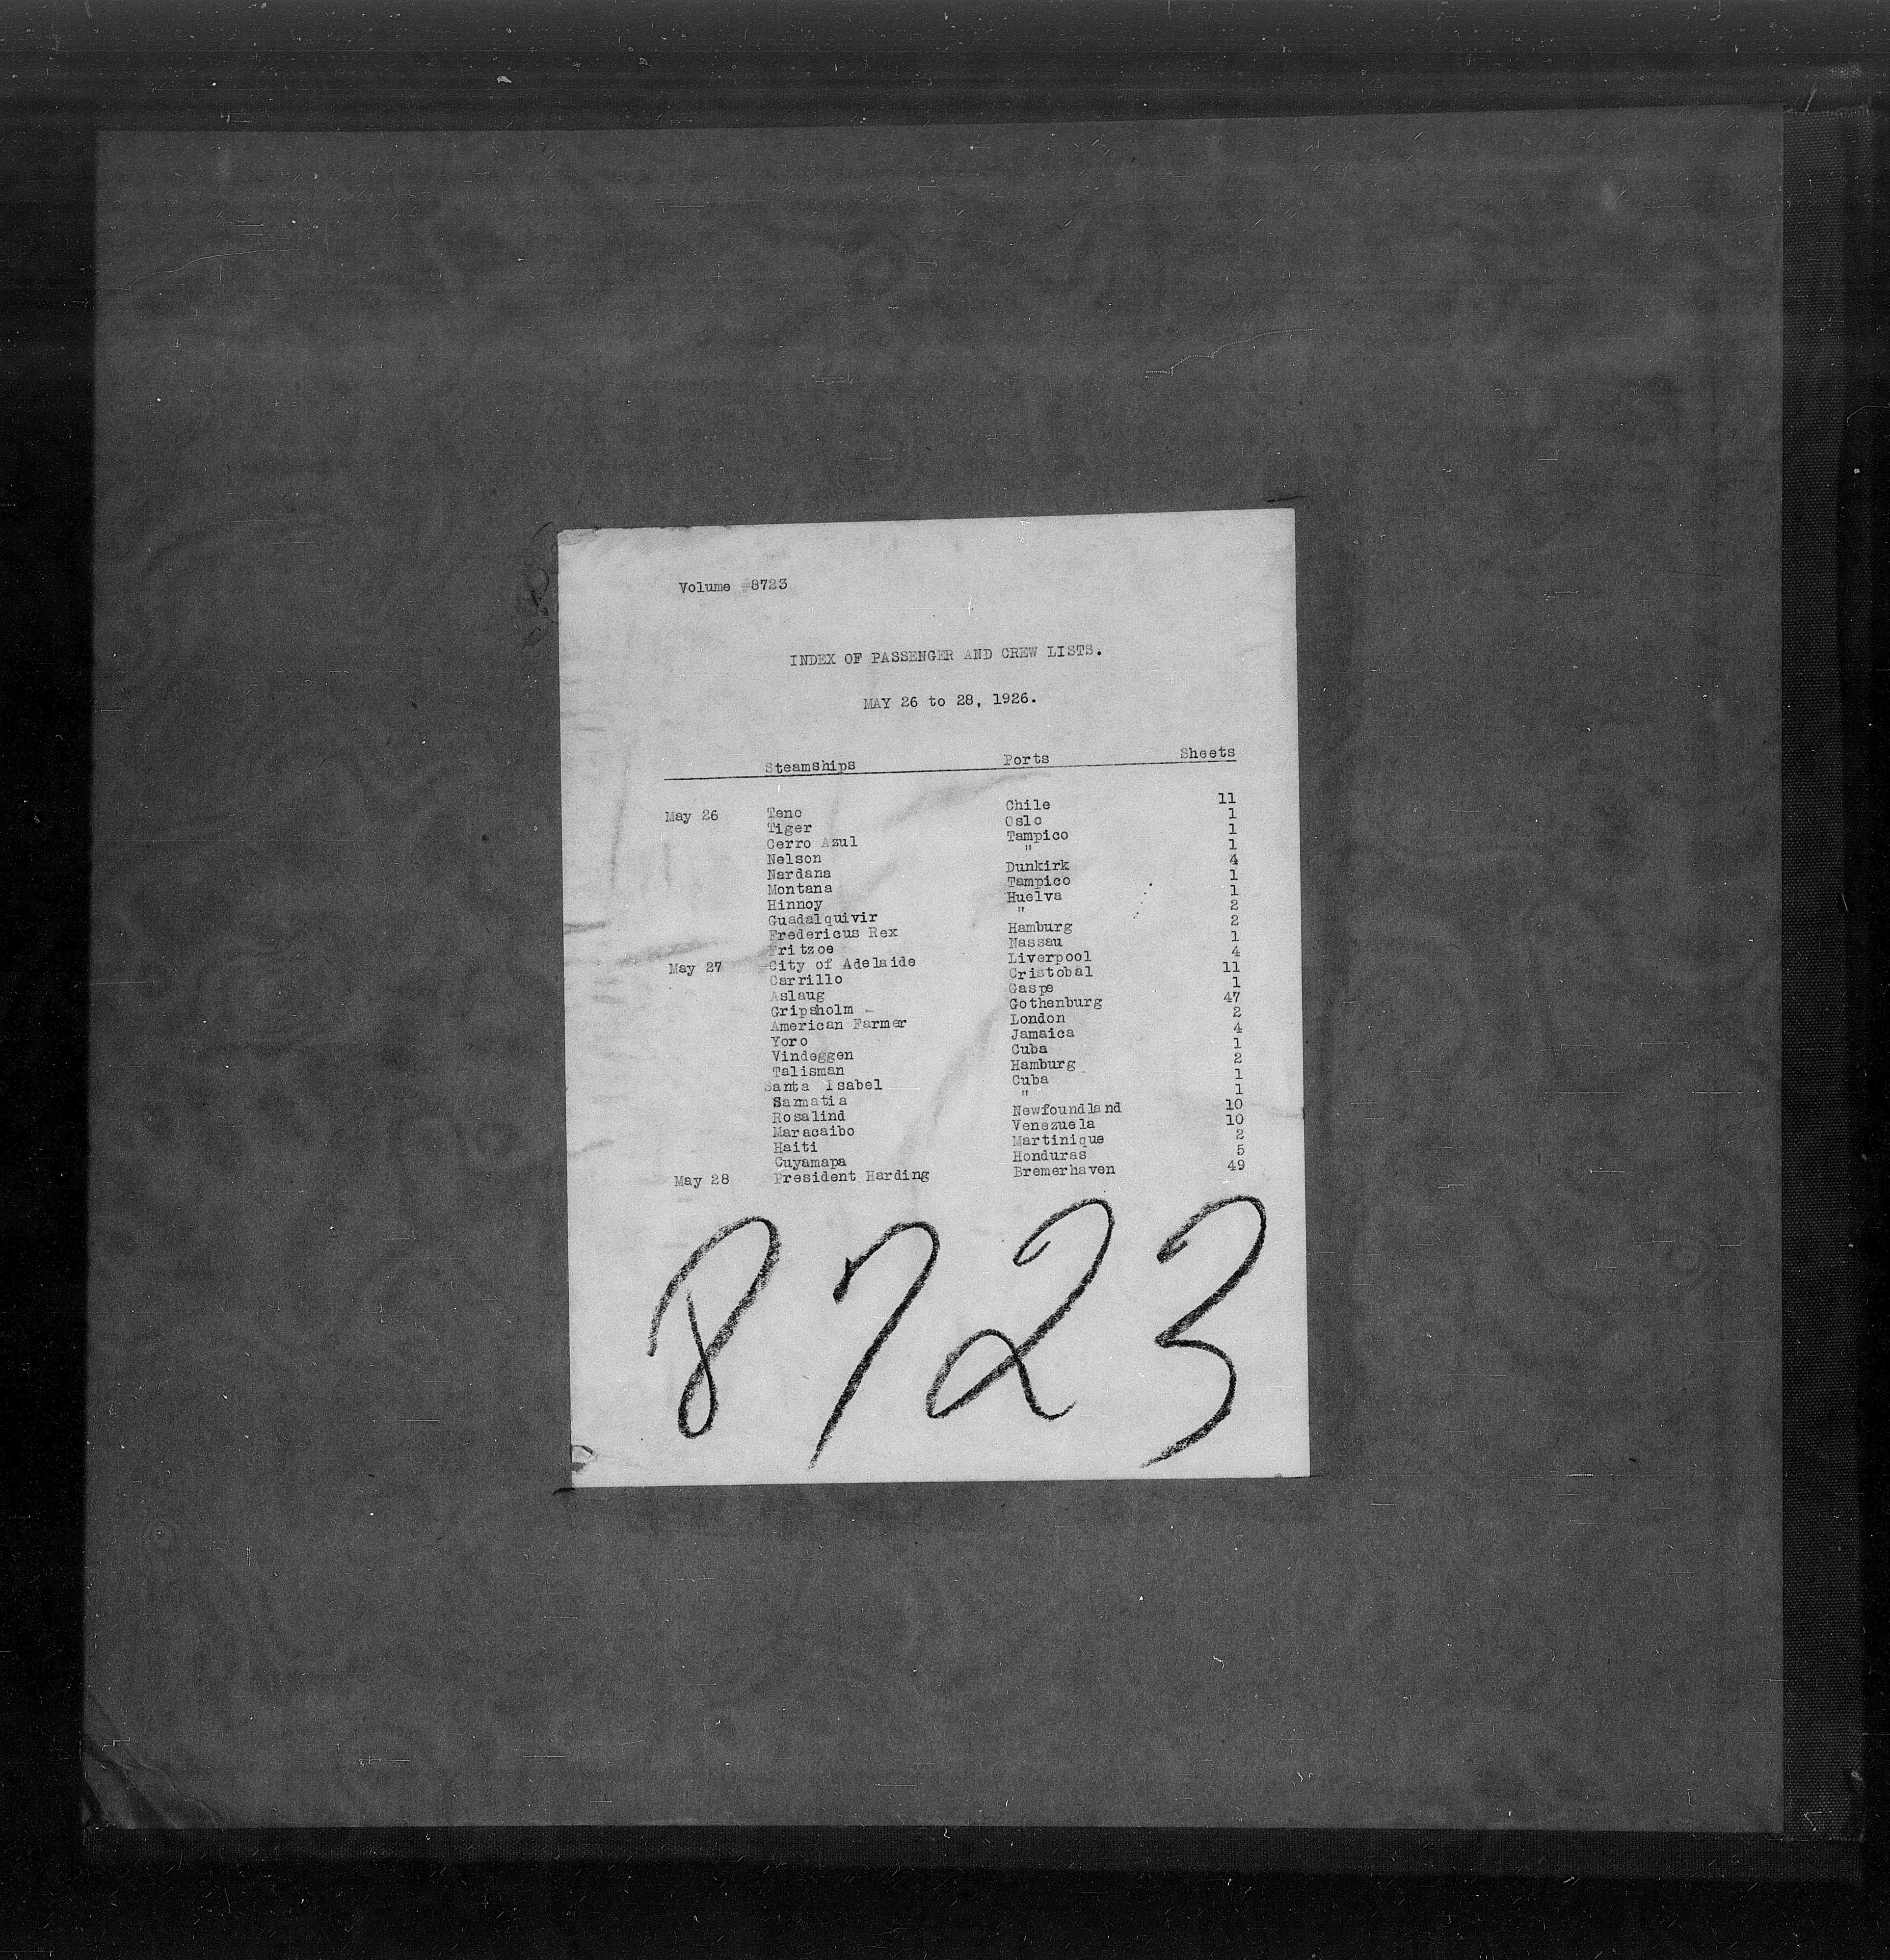 Volume #8723
INDEX OF PASSENGER AND CREW LISTS.
MAY 26 to 28, 1926.
Steamships Ports Sheets
May 26 Teno Chile 11
Tiger Oslo 1
Cerro Azul Tampico 1
Nelson " 1
Nardana Dunkirk 4
Montana Tampico 1
Hinnoy Huelva 1
Guadalquivir " 2
Fredericus Rex Hamburg 2
Fritzoe Nassau 1
May 27 City of Adelaide Liverpool 4
Carrillo Cristobal 11
Aslaug Gaspe 1
Gripsholm Gothenburg 47
American Farmer London 2
Yoro Jamaica 4
Vindeggen Cuba 1
Talisman Hamburg 2
Santa Isabel Cuba 1
Sarmatia " 1
Rosalind Newfoundland 10
Maracaibo Venezuela 10
Haiti Martinique 2
Cuyamapa Honduras 5
May 28 President Harding Bremerhaven 49
8723